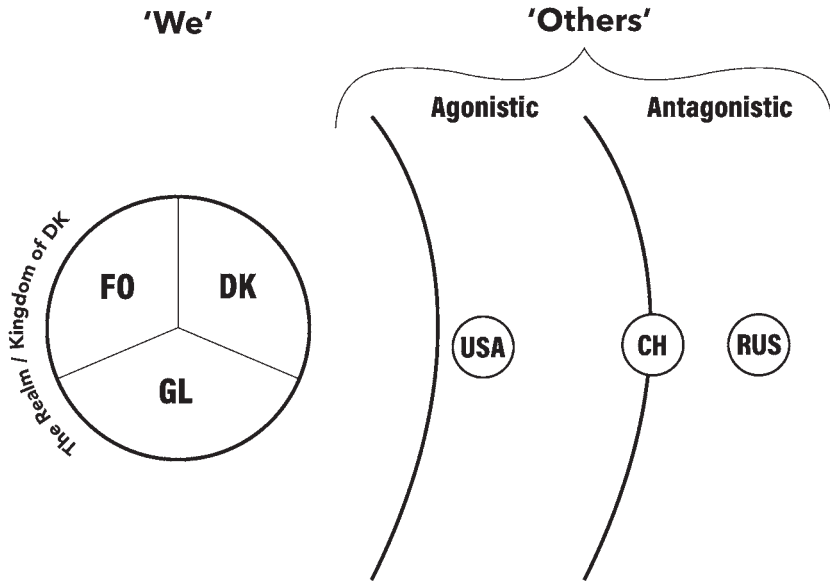 'We'
'Others'
Agonistic
Antagonistic
The Realm / Kingdom of DK
FO
DK
GL
USA
CH
RUS